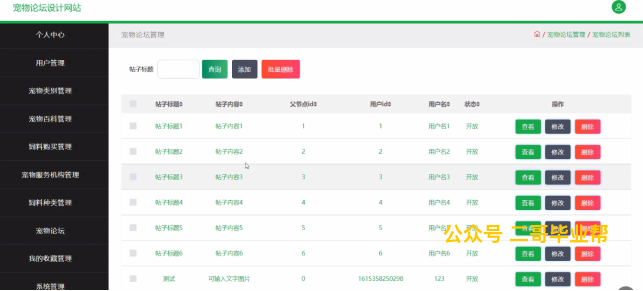 宠物论坛设计网站
个人中心
用户管理
宠物类别管理
宠物百科管理
饲料购买管理
宠物服务机构管理
饲料种类管理
宠物论坛
我的收藏管理
系统管理
宠物论坛管理
/ 宠物论坛管理 / 宠物论坛列表
帖子标题 查询 添加 批量删除
帖子标题 帖子内容 父节点id 用户id 用户名 状态 操作
帖子标题1 帖子内容1 1 1 用户名1 开放 查看 修改 删除
帖子标题2 帖子内容2 2 2 用户名2 开放 查看 修改 删除
帖子标题3 帖子内容3 3 3 用户名3 开放 查看 修改 删除
帖子标题4 帖子内容4 4 4 用户名4 开放 查看 修改 删除
帖子标题5 帖子内容5 5 5 用户名5 开放 查看 修改 删除
公众号 二哥毕业帮
帖子标题6 帖子内容6 6 6 用户名6 开放 查看 修改 删除
测试 可输入文字图片 0 1615358250298 123 开放 查看 修改 删除